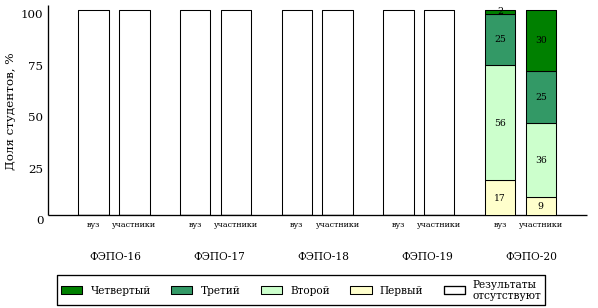 Доля студентов, %
100
75
50
25
0
2
25
56
17
30
25
36
9
вуз участники вуз участники вуз участники вуз участники вуз участники
ФЭПО-16 ФЭПО-17 ФЭПО-18 ФЭПО-19 ФЭПО-20
Четвертый Третий Второй Первый Результаты
отсутствуют